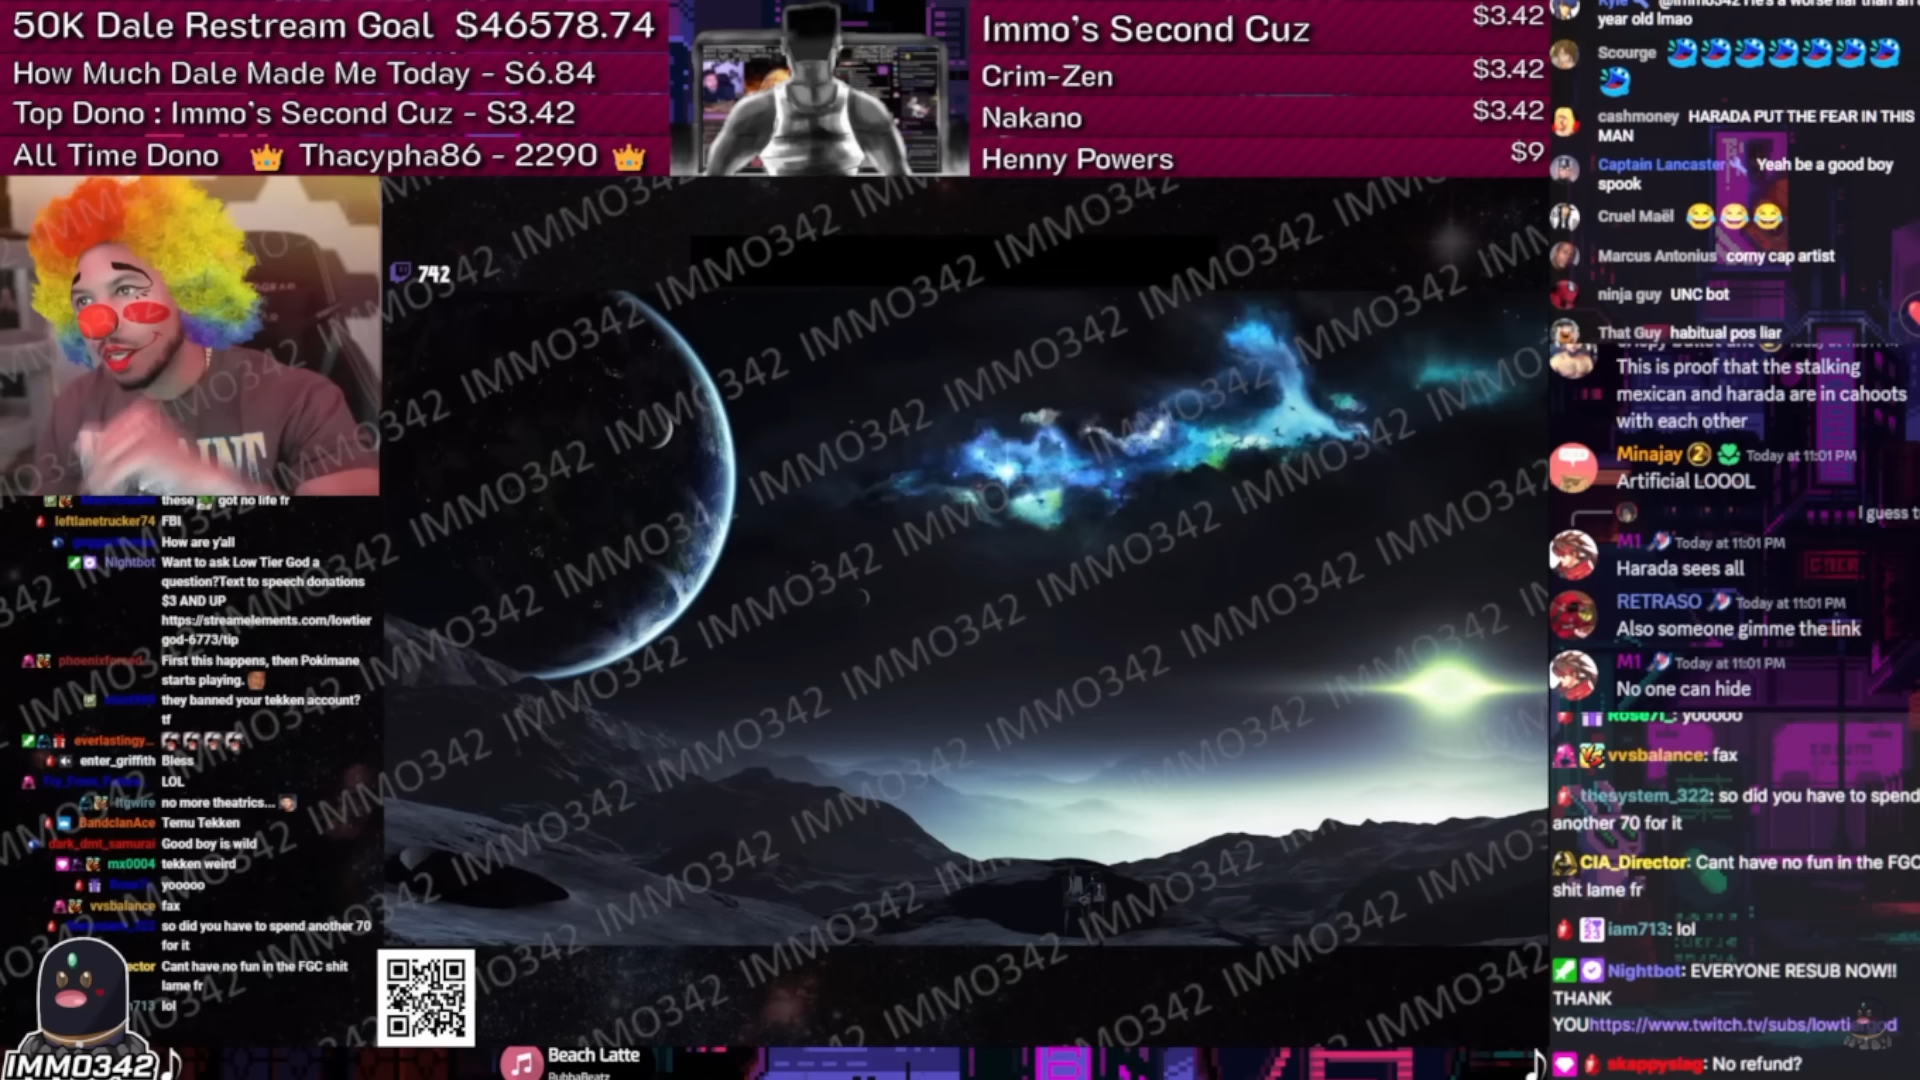 50K Dale Restream Goal $46578.74
How Much Dale Made Me Today - $6.84
Top Dono : Immo's Second Cuz - $3.42
All Time Dono 👑 Thacypha86 - 2290 👑
Immo's Second Cuz $3.42
Crim-Zen $3.42
Nakano $3.42
Henny Powers $9
742
IMMO342
these got no life fr
leftlanetrucker74 FBI
How are y'all
Nightbot Want to ask Low Tier God a
question?Text to speech donations
$3 AND UP
https://streamelements.com/lowtier
god-6773/tip
First this happens, then Pokimane
starts playing.
they banned your tekken account?
tf
everlastingy...
enter_griffith Bless
LOL
no more theatrics...
BandclanAce Temu Tekken
dark_dmt_samurai Good boy is wild
mx0004 tekken weird
yooooo
vvsbalance fax
so did you have to spend another 70
for it
ector Cant have no fun in the FGC shit
lame fr
713 lol
IMMO342
Beach Latte
RubbaBeatz
year old lmao
Scourge
cashmoney HARADA PUT THE FEAR IN THIS
MAN
Captain Lancaster Yeah be a good boy
spook
Cruel Maël 😂😂😂
Marcus Antonius corny cap artist
ninja guy UNC bot
That Guy habitual pos liar
This is proof that the stalking
mexican and harada are in cahoots
with each other
Minajay Today at 11:01 PM
Artificial LOOOL
I guess
M1 Today at 11:01 PM
Harada sees all
RETRASO Today at 11:01 PM
Also someone gimme the link
M1 Today at 11:01 PM
No one can hide
Rose71_: yooooo
vvsbalance: fax
thesystem_322: so did you have to spend
another 70 for it
CIA_Director: Cant have no fun in the FGC
shit lame fr
iam713: lol
Nightbot: EVERYONE RESUB NOW!!
THANK
YOUhttps://www.twitch.tv/subs/lowti
skappyslag: No refund?